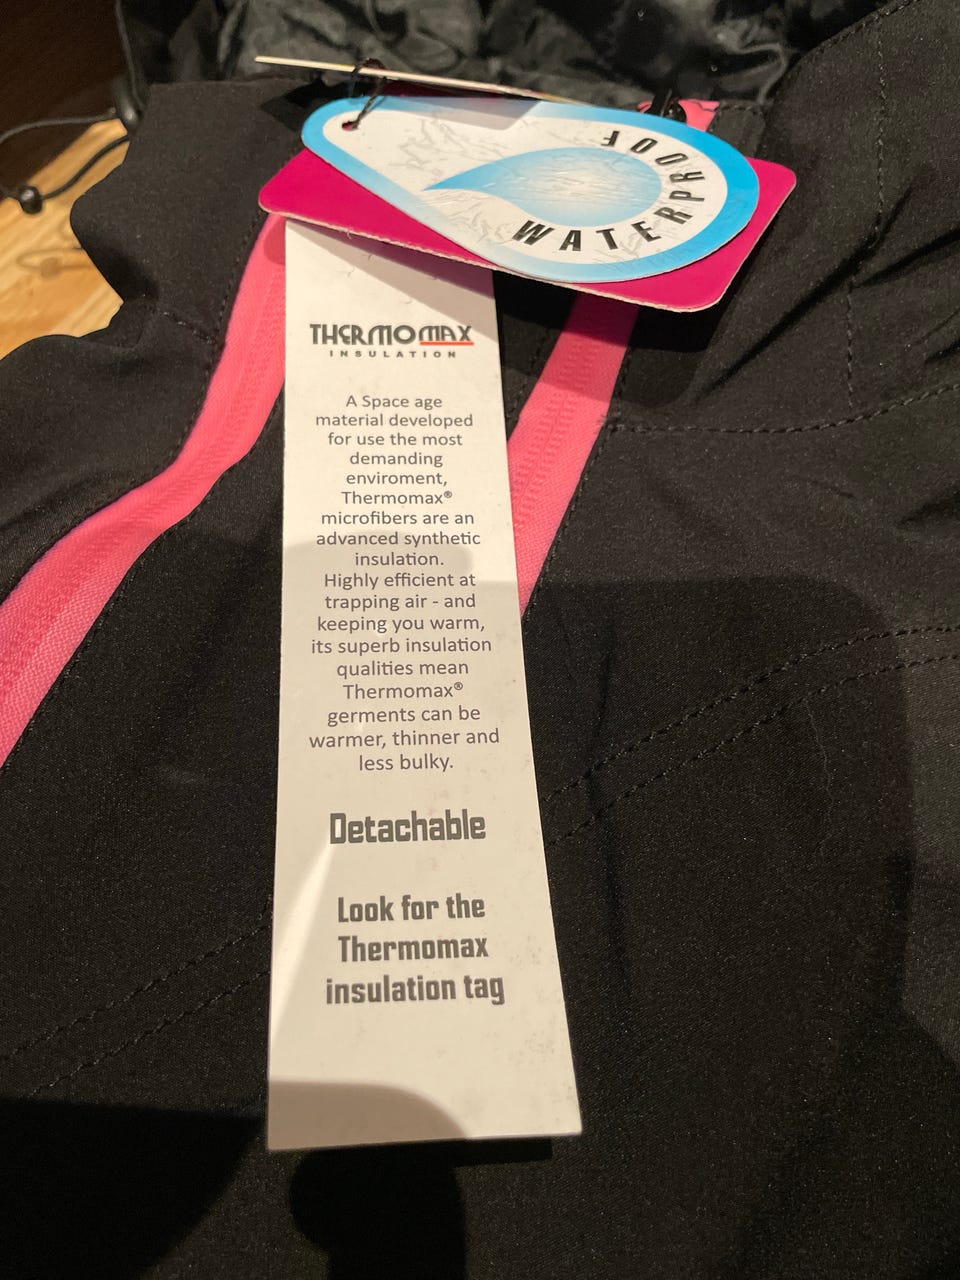 WATERPROOF
THERMOMAX
INSULATION
A Space age
material developed
for use the most
demanding
enviroment,
Thermomax®
microfibers are an
advanced synthetic
insulation.
Highly efficient at
trapping air - and
keeping you warm,
its superb insulation
qualities mean
Thermomax®
germents can be
warmer, thinner and
less bulky.
Detachable
Look for the
Thermomax
insulation tag